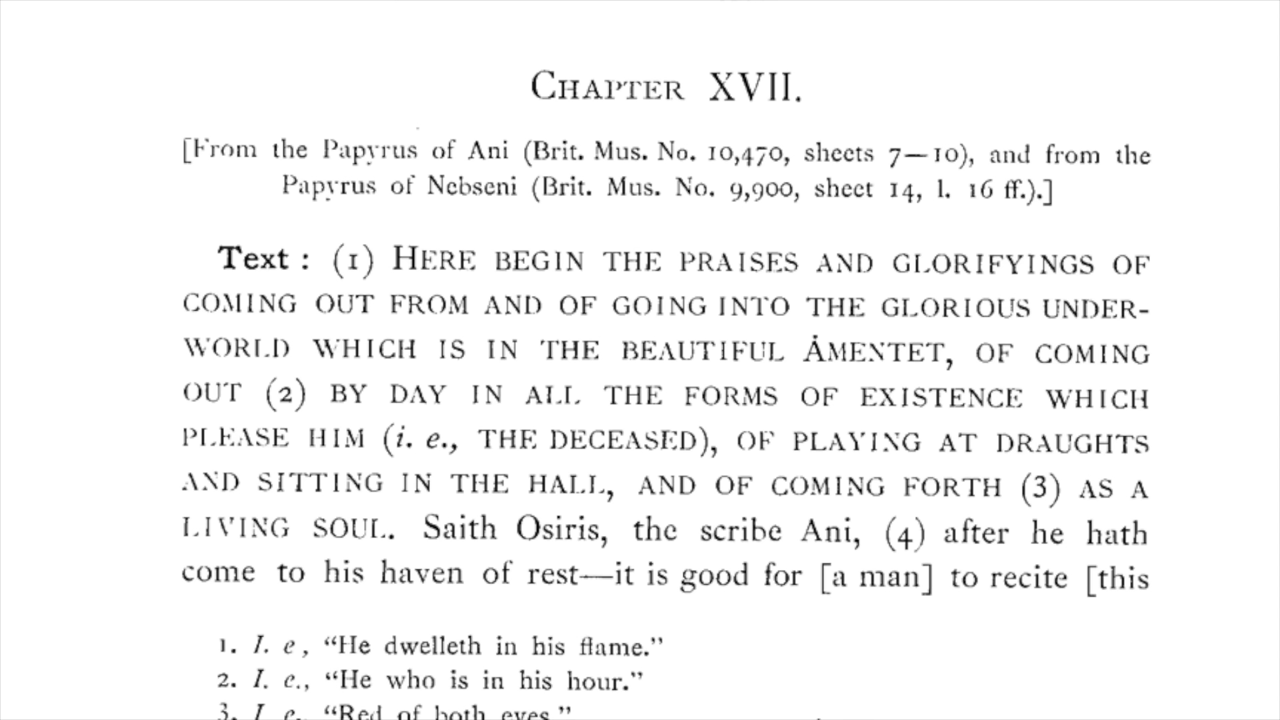 CHAPTER XVII.
[From the Papyrus of Ani (Brit. Mus. No. 10,470, sheets 7—10), and from the
Papyrus of Nebseni (Brit. Mus. No. 9,900, sheet 14, l. 16 ff.).]
Text : (1) HERE BEGIN THE PRAISES AND GLORIFYINGS OF
COMING OUT FROM AND OF GOING INTO THE GLORIOUS UNDER-
WORLD WHICH IS IN THE BEAUTIFUL ȦMENTET, OF COMING
OUT (2) BY DAY IN ALL THE FORMS OF EXISTENCE WHICH
PLEASE HIM (i. e., THE DECEASED), OF PLAYING AT DRAUGHTS
AND SITTING IN THE HALL, AND OF COMING FORTH (3) AS A
LIVING SOUL. Saith Osiris, the scribe Ani, (4) after he hath
come to his haven of rest—it is good for [a man] to recite [this
1. I. e, “He dwelleth in his flame.”
2. I. e., “He who is in his hour.”
3. I. e. “Red of both eyes.”